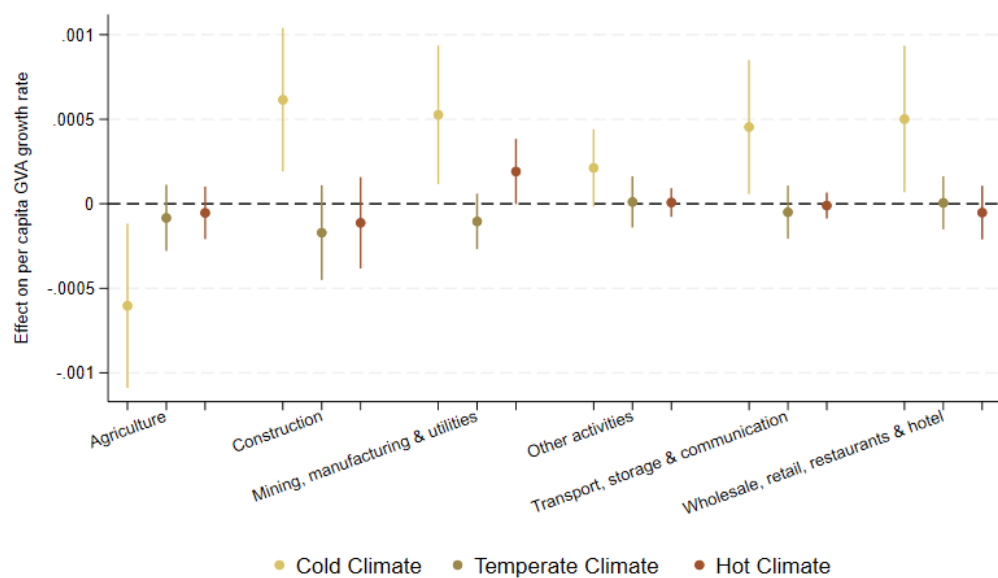 Effect on per capita GVA growth rate
.001
.0005
0
-.0005
-.001
Agriculture
Construction
Mining, manufacturing & utilities
Other activities
Transport, storage & communication
Wholesale, retail, restaurants & hotel
Cold Climate Temperate Climate Hot Climate